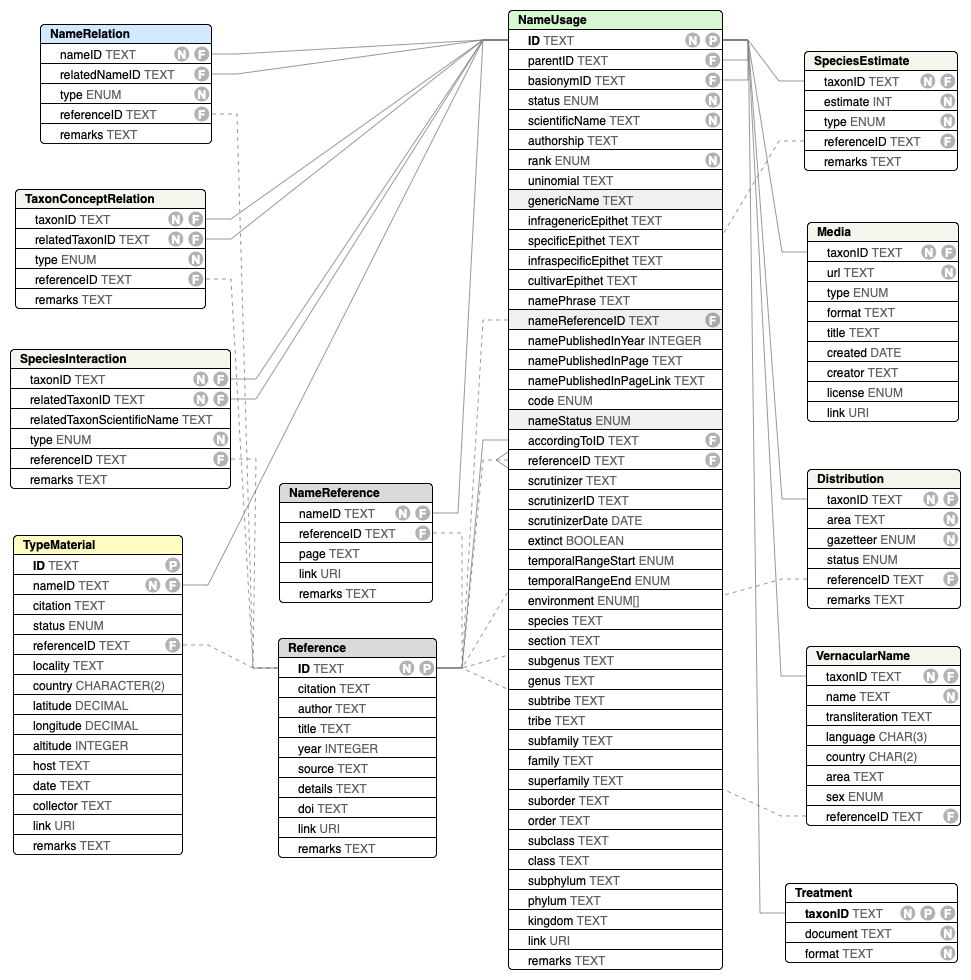 NameRelation
nameID TEXT N F
relatedNameID TEXT F
type ENUM N
referenceID TEXT F
remarks TEXT
TaxonConceptRelation
taxonID TEXT N F
relatedTaxonID TEXT N F
type ENUM N
referenceID TEXT F
remarks TEXT
SpeciesInteraction
taxonID TEXT N F
relatedTaxonID TEXT N F
relatedTaxonScientificName TEXT
type ENUM N
referenceID TEXT F
remarks TEXT
TypeMaterial
ID TEXT P
nameID TEXT N F
citation TEXT
status ENUM
referenceID TEXT F
locality TEXT
country CHARACTER(2)
latitude DECIMAL
longitude DECIMAL
altitude INTEGER
host TEXT
date TEXT
collector TEXT
link URI
remarks TEXT
NameReference
nameID TEXT N F
referenceID TEXT F
page TEXT
link URI
remarks TEXT
Reference
ID TEXT N P
citation TEXT
author TEXT
title TEXT
year INTEGER
source TEXT
details TEXT
doi TEXT
link URI
remarks TEXT
NameUsage
ID TEXT N P
parentID TEXT F
basionymID TEXT F
status ENUM N
scientificName TEXT N
authorship TEXT
rank ENUM N
uninomial TEXT
genericName TEXT
infragenericEpithet TEXT
specificEpithet TEXT
infraspecificEpithet TEXT
cultivarEpithet TEXT
namePhrase TEXT
nameReferenceID TEXT F
namePublishedInYear INTEGER
namePublishedInPage TEXT
namePublishedInPageLink TEXT
code ENUM
nameStatus ENUM
accordingToID TEXT F
referenceID TEXT F
scrutinizer TEXT
scrutinizerID TEXT
scrutinizerDate DATE
extinct BOOLEAN
temporalRangeStart ENUM
temporalRangeEnd ENUM
environment ENUM[]
species TEXT
section TEXT
subgenus TEXT
genus TEXT
subtribe TEXT
tribe TEXT
subfamily TEXT
family TEXT
superfamily TEXT
suborder TEXT
order TEXT
subclass TEXT
class TEXT
subphylum TEXT
phylum TEXT
kingdom TEXT
link URI
remarks TEXT
SpeciesEstimate
taxonID TEXT N F
estimate INT N
type ENUM N
referenceID TEXT F
remarks TEXT
Media
taxonID TEXT N F
url TEXT N
type ENUM
format TEXT
title TEXT
created DATE
creator TEXT
license ENUM
link URI
Distribution
taxonID TEXT N F
area TEXT N
gazetteer ENUM N
status ENUM
referenceID TEXT F
remarks TEXT
VernacularName
taxonID TEXT N F
name TEXT N
transliteration TEXT
language CHAR(3)
country CHAR(2)
area TEXT
sex ENUM
referenceID TEXT F
Treatment
taxonID TEXT N P F
document TEXT N
format TEXT N